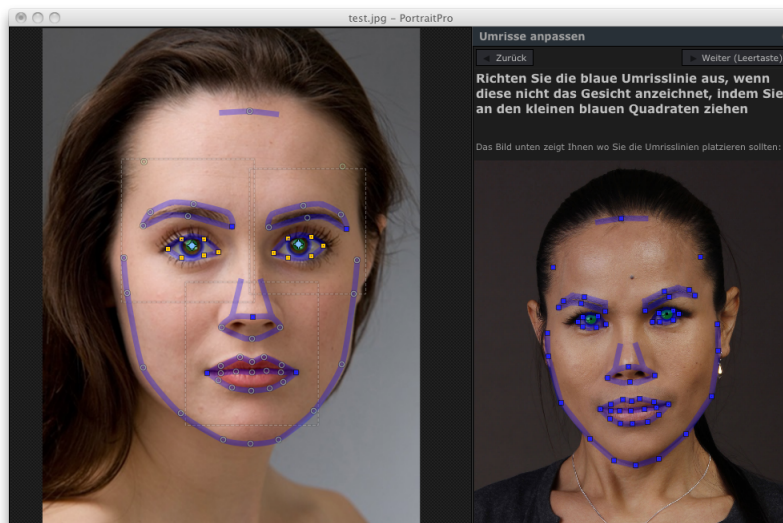 test.jpg – PortraitPro
Umrisse anpassen
Zurück
Weiter (Leertaste)
Richten Sie die blaue Umrisslinie aus, wenn
diese nicht das Gesicht anzeichnet, indem Sie
an den kleinen blauen Quadraten ziehen
Das Bild unten zeigt Ihnen wo Sie die Umrisslinien platzieren sollten: